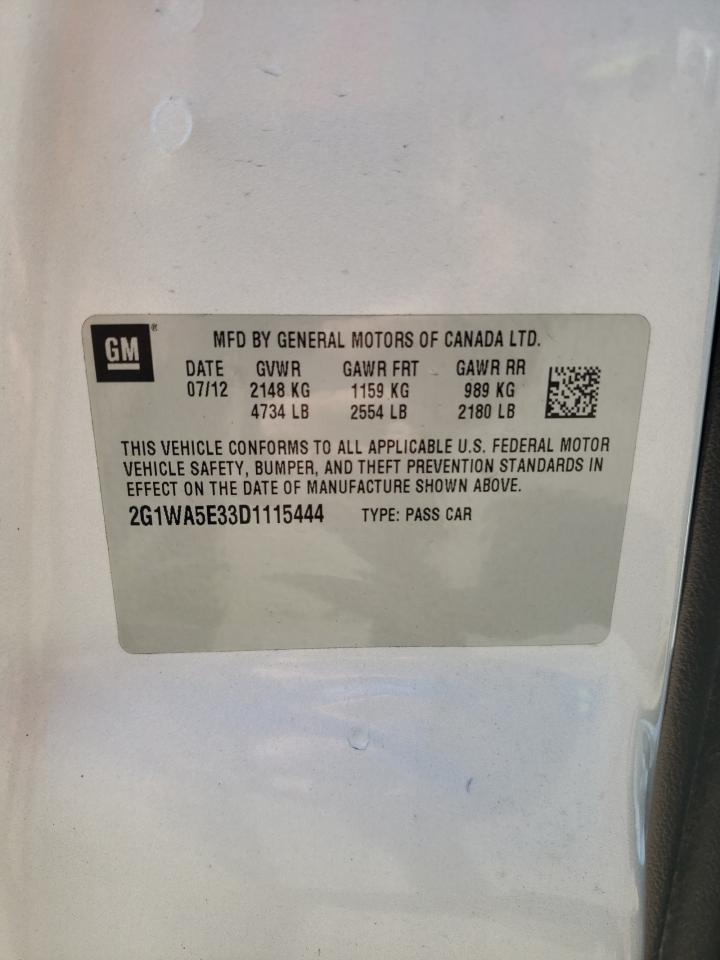 GM®
MFD BY GENERAL MOTORS OF CANADA LTD.
DATE GVWR GAWR FRT GAWR RR
07/12 2148 KG 1159 KG 989 KG
4734 LB 2554 LB 2180 LB
THIS VEHICLE CONFORMS TO ALL APPLICABLE U.S. FEDERAL MOTOR
VEHICLE SAFETY, BUMPER, AND THEFT PREVENTION STANDARDS IN
EFFECT ON THE DATE OF MANUFACTURE SHOWN ABOVE.
2G1WA5E33D1115444 TYPE: PASS CAR